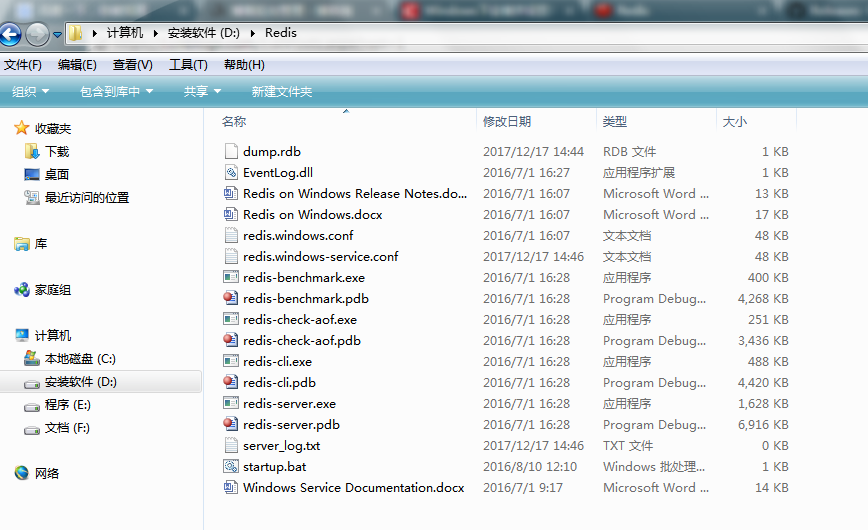 计算机 安装软件 (D:) Redis
文件(F) 编辑(E) 查看(V) 工具(T) 帮助(H)
组织 包含到库中 共享 新建文件夹
收藏夹
下载
桌面
最近访问的位置
库
家庭组
计算机
本地磁盘 (C:)
安装软件 (D:)
程序 (E:)
文档 (F:)
网络
名称 修改日期 类型 大小
dump.rdb 2017/12/17 14:44 RDB 文件 1 KB
EventLog.dll 2016/7/1 16:27 应用程序扩展 1 KB
Redis on Windows Release Notes.do... 2016/7/1 16:07 Microsoft Word ... 13 KB
Redis on Windows.docx 2016/7/1 16:07 Microsoft Word ... 17 KB
redis.windows.conf 2016/7/1 16:07 文本文档 48 KB
redis.windows-service.conf 2017/12/17 14:46 文本文档 48 KB
redis-benchmark.exe 2016/7/1 16:28 应用程序 400 KB
redis-benchmark.pdb 2016/7/1 16:28 Program Debug... 4,268 KB
redis-check-aof.exe 2016/7/1 16:28 应用程序 251 KB
redis-check-aof.pdb 2016/7/1 16:28 Program Debug... 3,436 KB
redis-cli.exe 2016/7/1 16:28 应用程序 488 KB
redis-cli.pdb 2016/7/1 16:28 Program Debug... 4,420 KB
redis-server.exe 2016/7/1 16:28 应用程序 1,628 KB
redis-server.pdb 2016/7/1 16:28 Program Debug... 6,916 KB
server_log.txt 2017/12/17 14:46 TXT 文件 0 KB
startup.bat 2016/8/10 12:10 Windows 批处理... 1 KB
Windows Service Documentation.docx 2016/7/1 9:17 Microsoft Word ... 14 KB